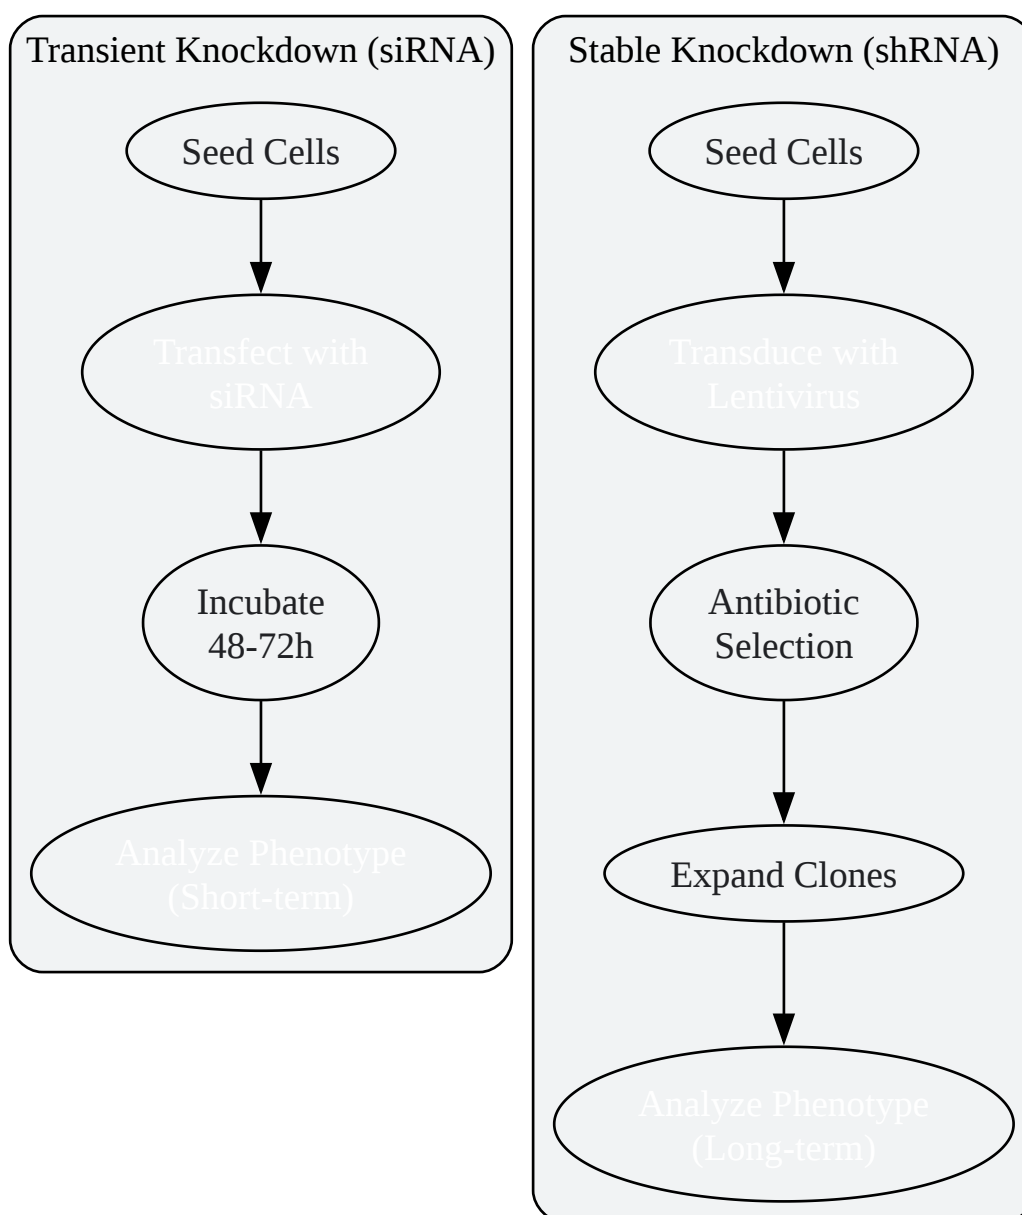 Transient Knockdown (siRNA)
Seed Cells
Transfect with
siRNA
Incubate
48-72h
Analyze Phenotype
(Short-term)
Stable Knockdown (shRNA)
Seed Cells
Transduce with
Lentivirus
Antibiotic
Selection
Expand Clones
Analyze Phenotype
(Long-term)